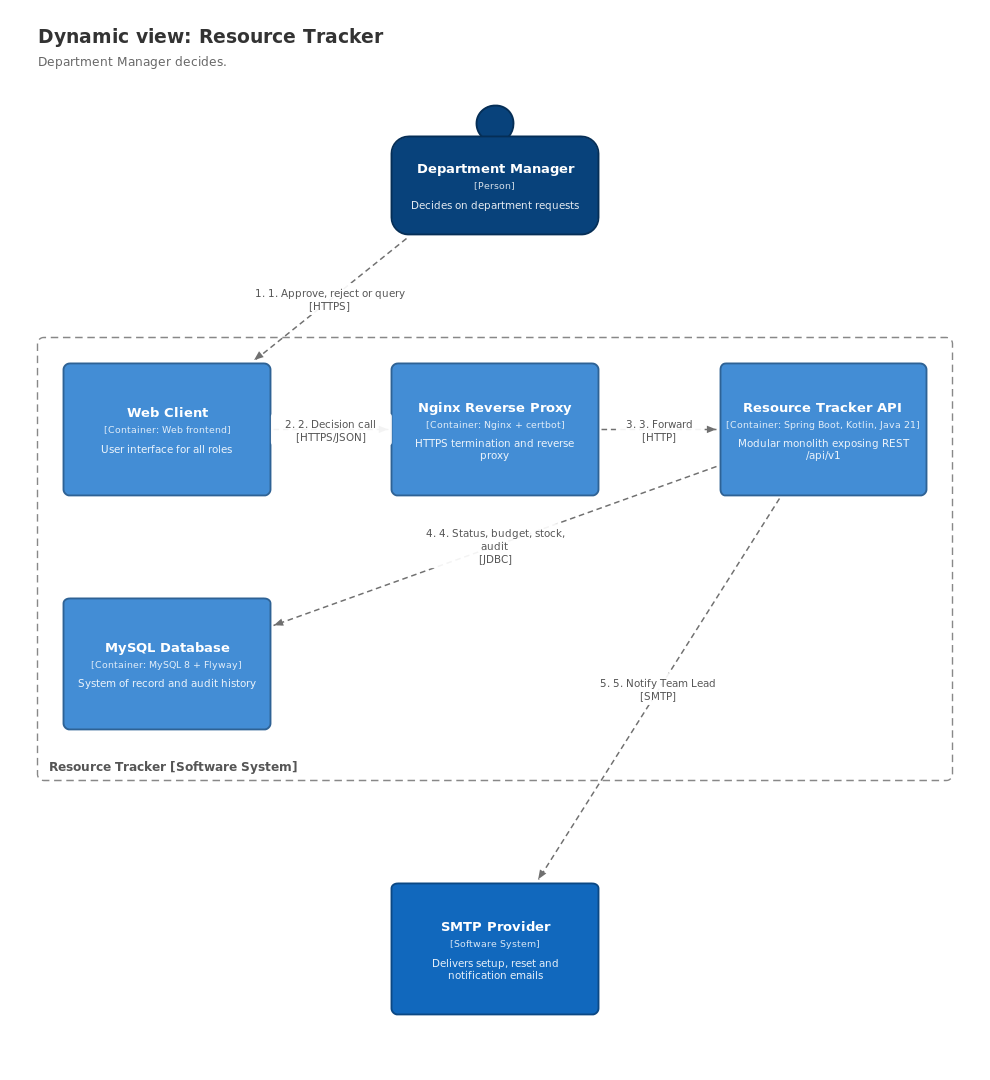 Dynamic view: Resource Tracker
Department Manager decides.
Department Manager
[Person]
Decides on department requests
1. 1. Approve, reject or query
[HTTPS]
Web Client
[Container: Web frontend]
User interface for all roles
2. 2. Decision call
[HTTPS/JSON]
Nginx Reverse Proxy
[Container: Nginx + certbot]
HTTPS termination and reverse
proxy
3. 3. Forward
[HTTP]
Resource Tracker API
[Container: Spring Boot, Kotlin, Java 21]
Modular monolith exposing REST
/api/v1
4. 4. Status, budget, stock,
audit
[JDBC]
MySQL Database
[Container: MySQL 8 + Flyway]
System of record and audit history
5. 5. Notify Team Lead
[SMTP]
Resource Tracker [Software System]
SMTP Provider
[Software System]
Delivers setup, reset and
notification emails